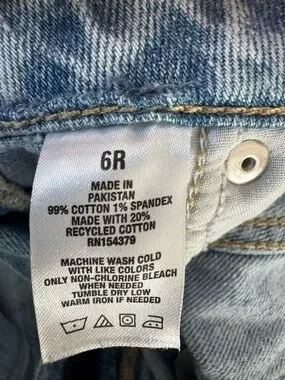 6R
MADE IN
PAKISTAN
99% COTTON 1% SPANDEX
MADE WITH 20%
RECYCLED COTTON
RN154379
MACHINE WASH COLD
WITH LIKE COLORS
ONLY NON-CHLORINE BLEACH
WHEN NEEDED
TUMBLE DRY LOW
WARM IRON IF NEEDED